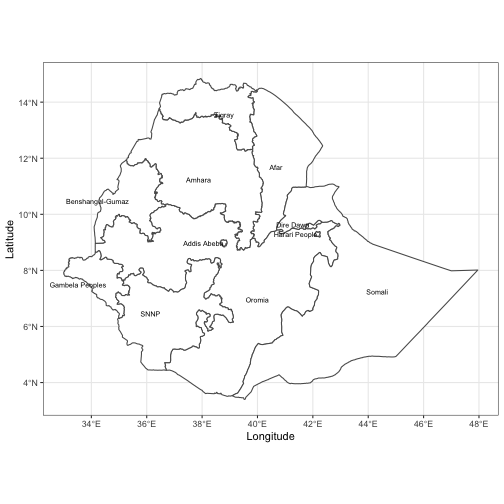 14°N
12°N
10°N
8°N
6°N
4°N
Latitude
Tigray
Afar
Amhara
Benshangul-Gumaz
Dire Dawa
Harari People
Addis Abeba
Gambela Peoples
Somali
Oromia
SNNP
34°E
36°E
38°E
40°E
42°E
44°E
46°E
48°E
Longitude